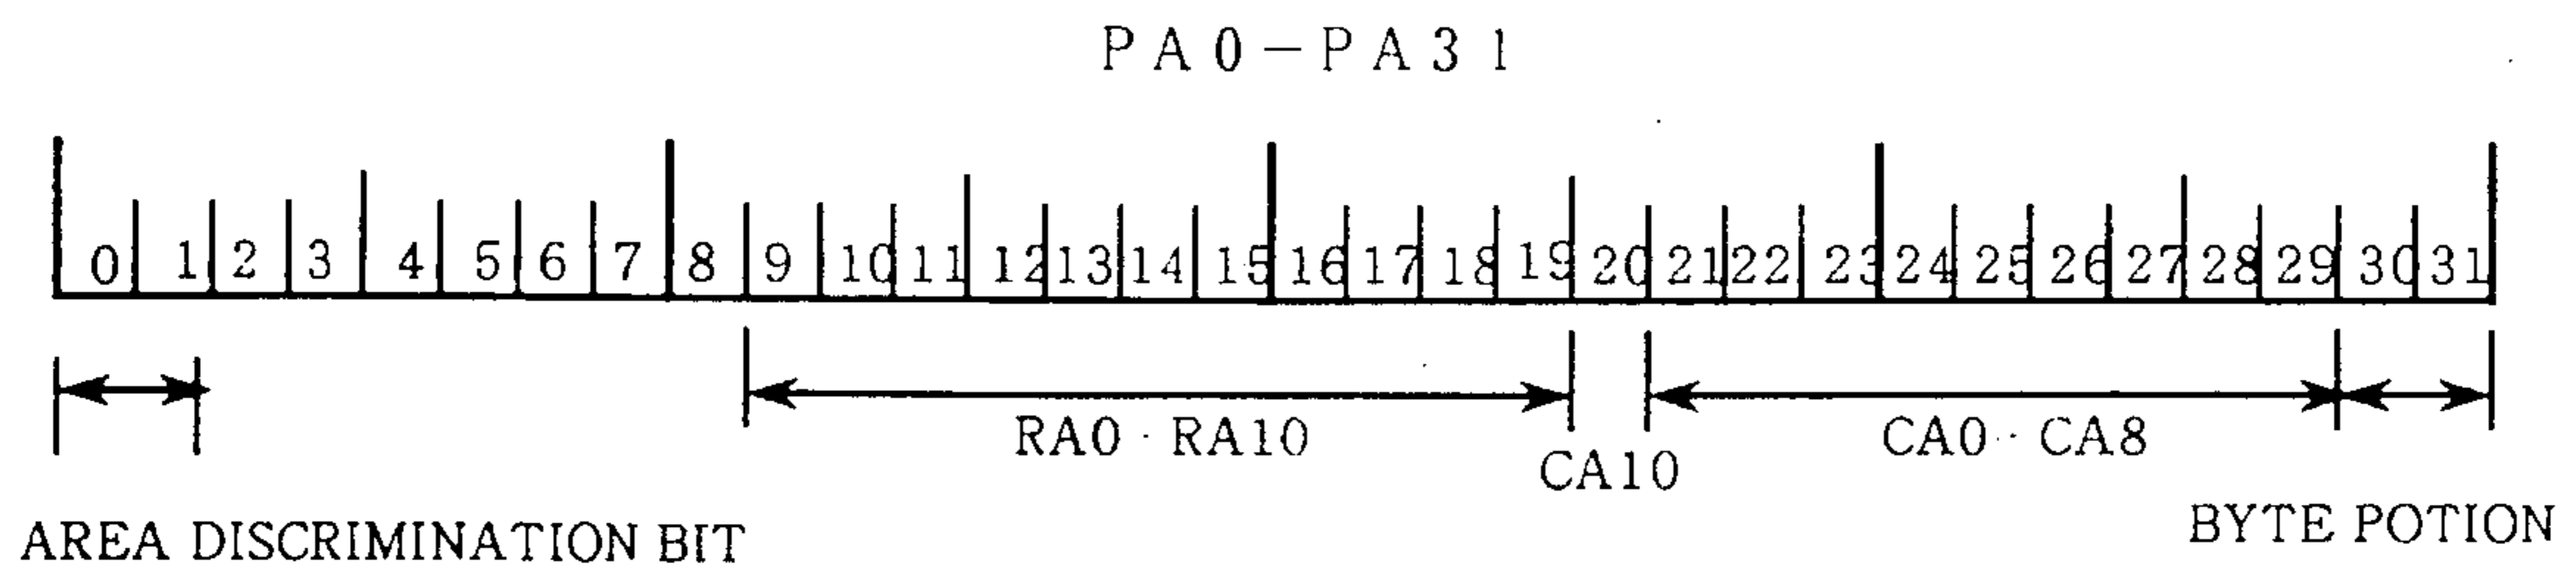 PA0-PA31
0 1 2 3 4 5 6 7 8 9 10 11 12 13 14 15 16 17 18 19 20 21 22 23 24 25 26 27 28 29 30 31
RA0 · RA10
CA10
CA0 ·· CA8
AREA DISCRIMINATION BIT
BYTE POTION